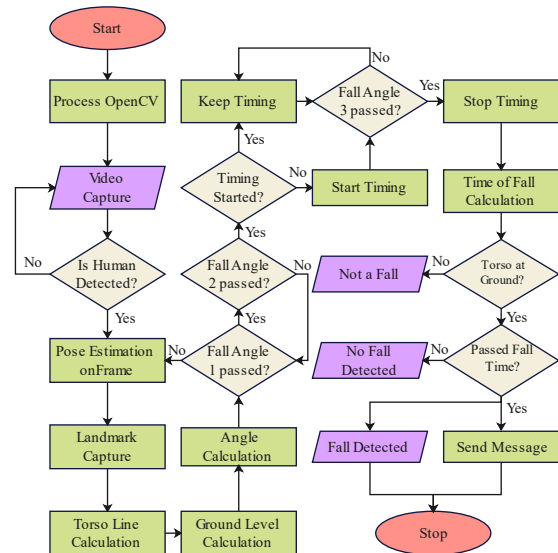 Start
Process OpenCV
Video
Capture
No
Is Human
Detected?
Yes
Pose Estimation
onFrame
Landmark
Capture
Torso Line
Calculation
Ground Level
Calculation
Angle
Calculation
No
Fall Angle
1 passed?
Yes
Fall Angle
2 passed?
No
Yes
Timing
Started?
No
Start Timing
Yes
Keep Timing
No
Fall Angle
3 passed?
Yes
Stop Timing
Time of Fall
Calculation
Torso at
Ground?
No
Not a Fall
Yes
Passed Fall
Time?
No
No Fall
Detected
Yes
Fall Detected
Send Message
Stop